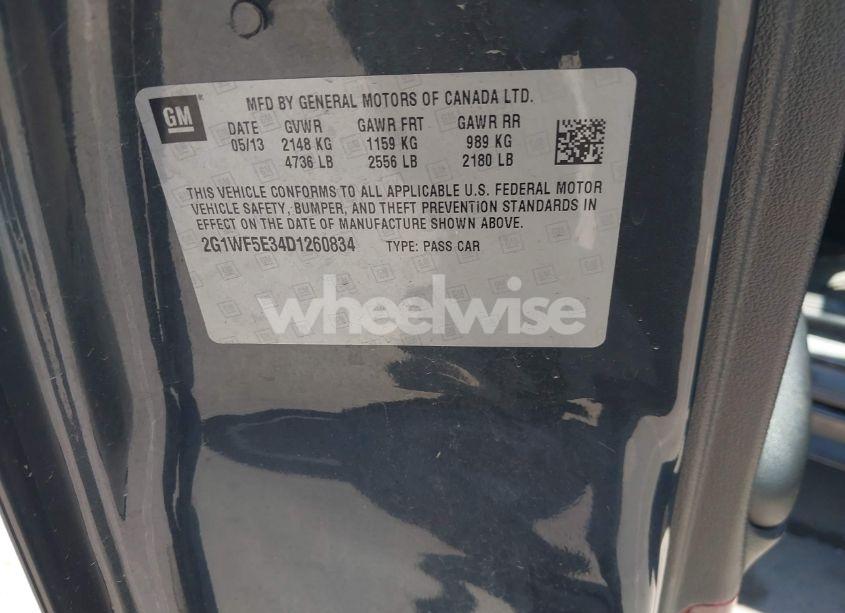 GM
MFD BY GENERAL MOTORS OF CANADA LTD.
DATE GVWR GAWR FRT GAWR RR
05/13 2148 KG 1159 KG 989 KG
4736 LB 2556 LB 2180 LB
THIS VEHICLE CONFORMS TO ALL APPLICABLE U.S. FEDERAL MOTOR
VEHICLE SAFETY, BUMPER, AND THEFT PREVENTION STANDARDS IN
EFFECT ON THE DATE OF MANUFACTURE SHOWN ABOVE.
2G1WF5E34D1260834 TYPE: PASS CAR
wheelwise